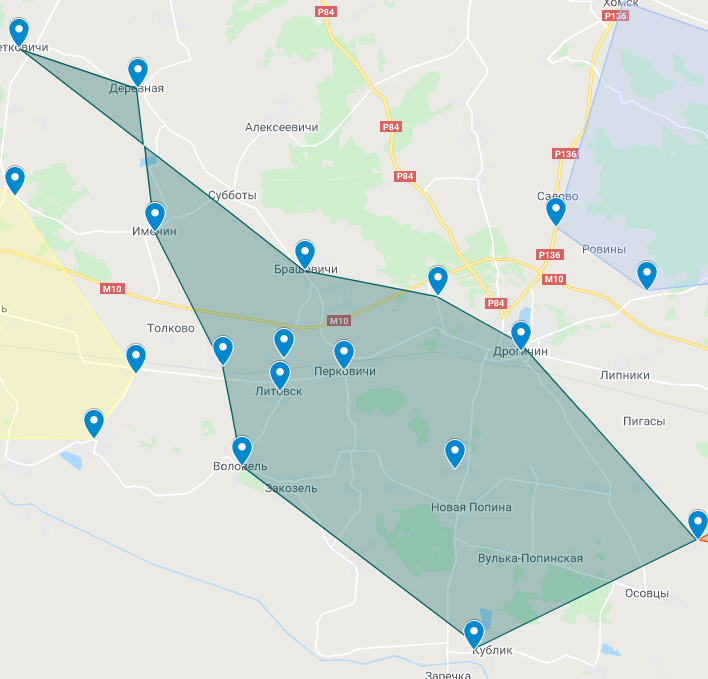 Хомск
P84
P136
етковичи
Деревная
Алексеевичи
P84
P136
P84
Субботы
Садово
Именин
Ровины
Брашевичи
P136
M10
M10
P84
ь
M10
Толково
Дрогичин
Перковичи
Липники
Литовск
Пигасы
Воловель
Закозель
Новая Попина
Вулька-Попинская
Осовцы
Кублик
Заречка